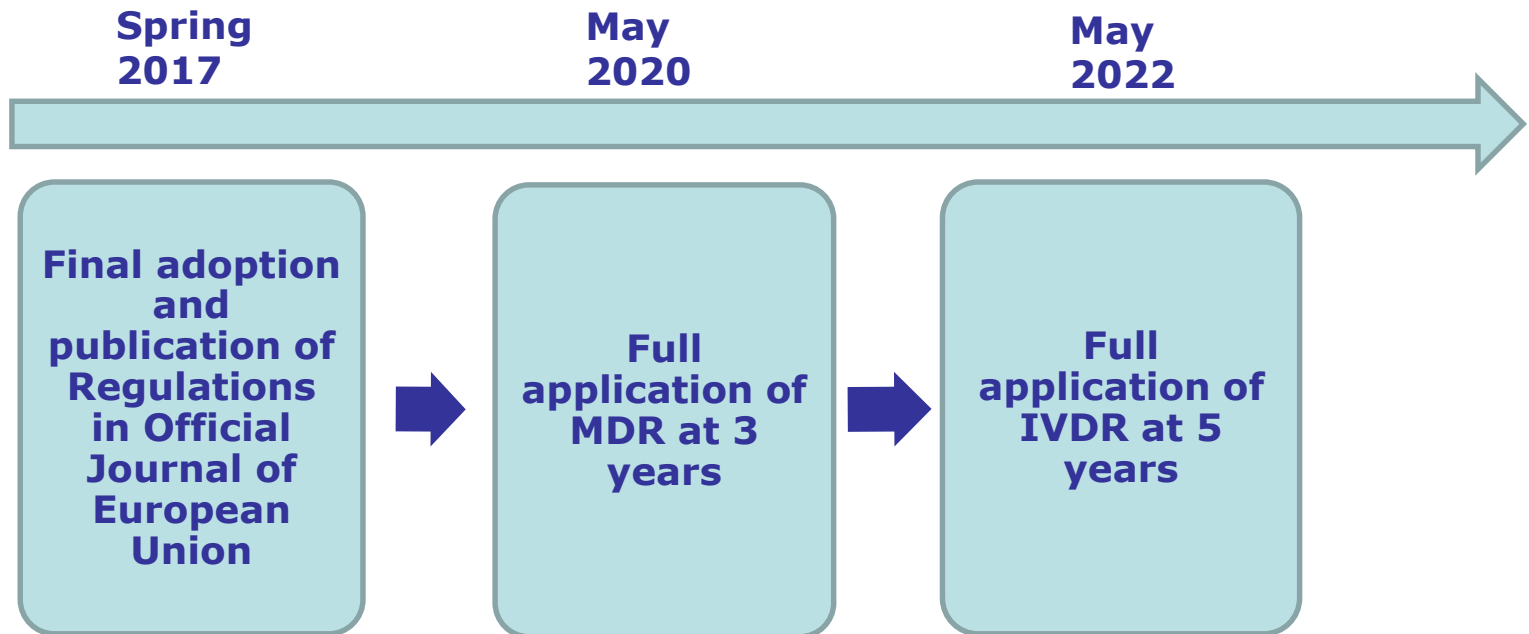 Spring
2017
May
2020
May
2022
Final adoption
and
publication of
Regulations
in Official
Journal of
European
Union
Full
application of
MDR at 3
years
Full
application of
IVDR at 5
years